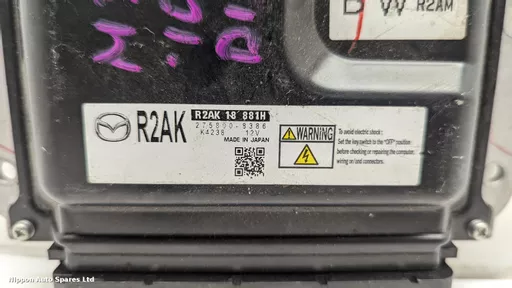 B W R2AM
R2AK
R2AK 18 881H
275800-8386
K4238 12V
MADE IN JAPAN
WARNING
To avoid electric shock :
Set the key switch to the "OFF" position
before checking or repairing the computer
wiring or and connectors.
Nippon Auto Spares Ltd